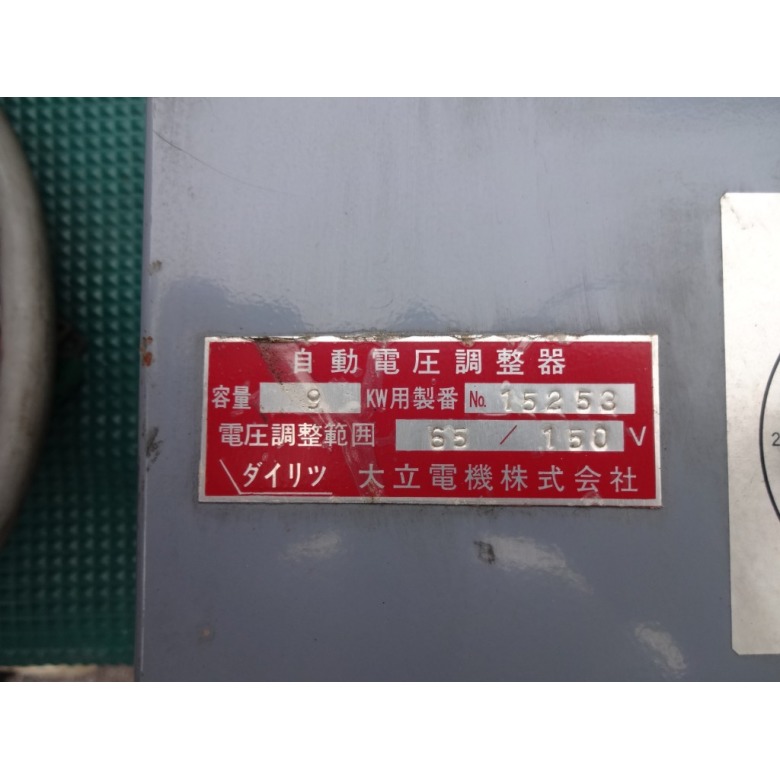 自動電圧調整器
容量 9 KW用製番 No. 15253
電圧調整範囲 65 / 150 V
ダイリツ 大立電機株式会社
2